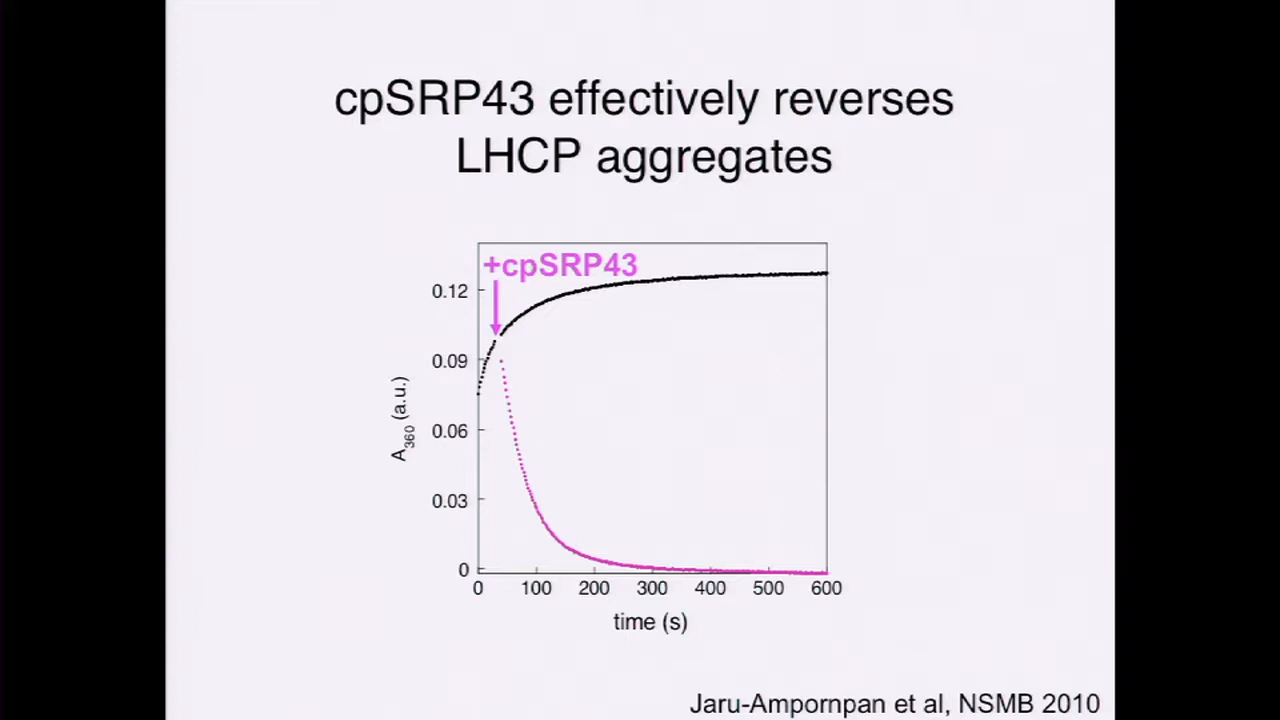 cpSRP43 effectively reverses
LHCP aggregates
+cpSRP43
0.12
0.09
0.06
0.03
0
A360 (a.u.)
0 100 200 300 400 500 600
time (s)
Jaru-Ampornpan et al, NSMB 2010